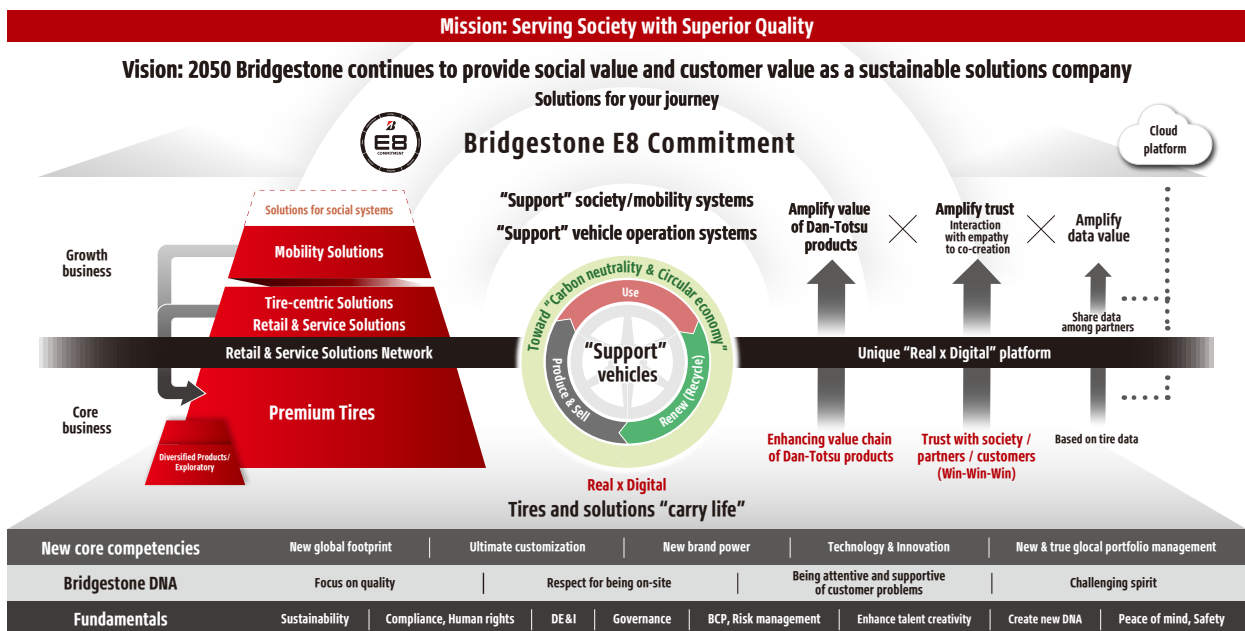 Mission: Serving Society with Superior Quality
Vision: 2050 Bridgestone continues to provide social value and customer value as a sustainable solutions company
Solutions for your journey
E8
COMMITMENT
Bridgestone E8 Commitment
Cloud
platform
Solutions for social systems
Mobility Solutions
Tire-centric Solutions
Retail & Service Solutions
Growth
business
Retail & Service Solutions Network
Premium Tires
Core
business
Diversified Products/
Exploratory
“Support” society/mobility systems
“Support” vehicle operation systems
Toward “Carbon neutrality & Circular economy”
Use
Produce & Sell
Renew (Recycle)
“Support”
vehicles
Real x Digital
Tires and solutions “carry life”
Amplify value
of Dan-Totsu
products
Amplify trust
Interaction
with empathy
to co-creation
Amplify
data value
Share data
among partners
Unique “Real x Digital” platform
Enhancing value chain
of Dan-Totsu products
Trust with society /
partners / customers
(Win-Win-Win)
Based on tire data
New core competencies
New global footprint
Ultimate customization
New brand power
Technology & Innovation
New & true glocal portfolio management
Bridgestone DNA
Focus on quality
Respect for being on-site
Being attentive and supportive
of customer problems
Challenging spirit
Fundamentals
Sustainability
Compliance, Human rights
DE&I
Governance
BCP, Risk management
Enhance talent creativity
Create new DNA
Peace of mind, Safety